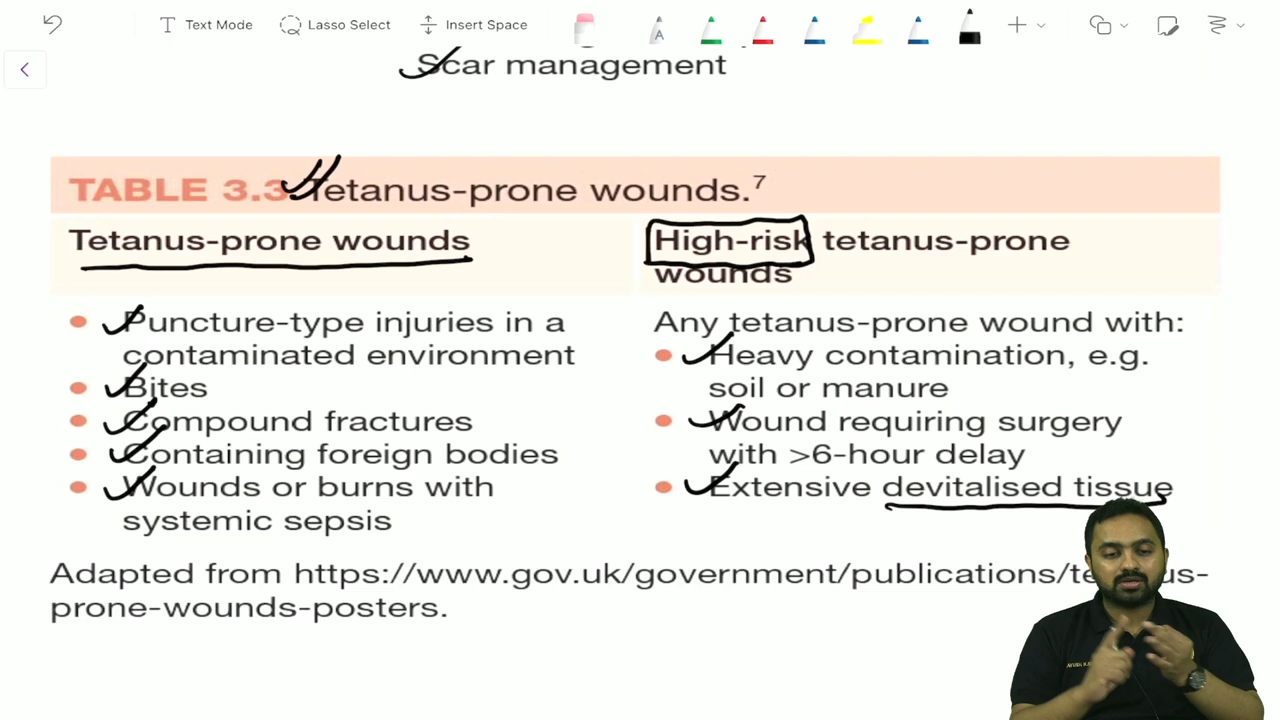 Text Mode Lasso Select Insert Space
Scar management
TABLE 3.3 Tetanus-prone wounds.7
Tetanus-prone wounds
High-risk tetanus-prone
wounds
Puncture-type injuries in a
contaminated environment
Bites
Compound fractures
Containing foreign bodies
Wounds or burns with
systemic sepsis
Any tetanus-prone wound with:
Heavy contamination, e.g.
soil or manure
Wound requiring surgery
with >6-hour delay
Extensive devitalised tissue
Adapted from https://www.gov.uk/government/publications/
prone-wounds-posters.